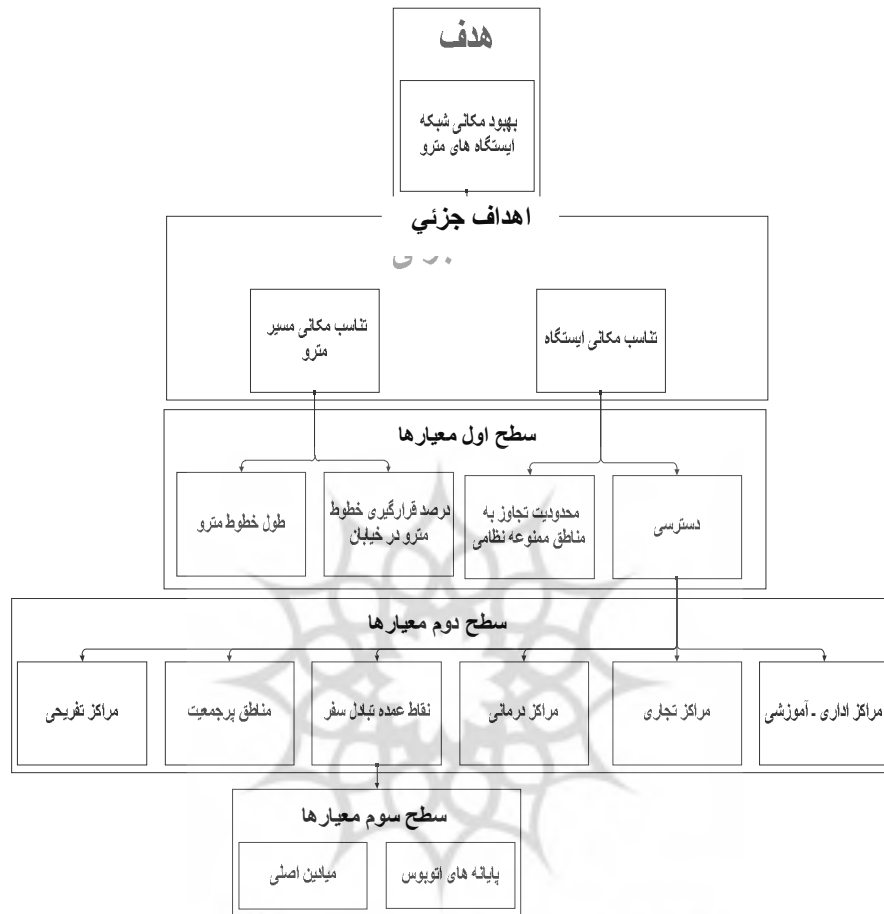 هدف
بهبود مکانی شبکه
ایستگاه های مترو
اهداف جزئي
تناسب مکانی ایستگاه
تناسب مکانی مسیر
مترو
سطح اول معیارها
دسترسی
محدودیت تجاوز به
مناطق ممنوعه نظامی
درصد قرارگیری خطوط
مترو در خیابان
طول خطوط مترو
سطح دوم معیارها
مراکز اداری ـ آموزشی
مراکز تجاری
مراکز درمانی
نقاط عمده تبادل سفر
مناطق پرجمعیت
مراکز تفریحی
سطح سوم معیارها
پایانه های اتوبوس
میادین اصلی